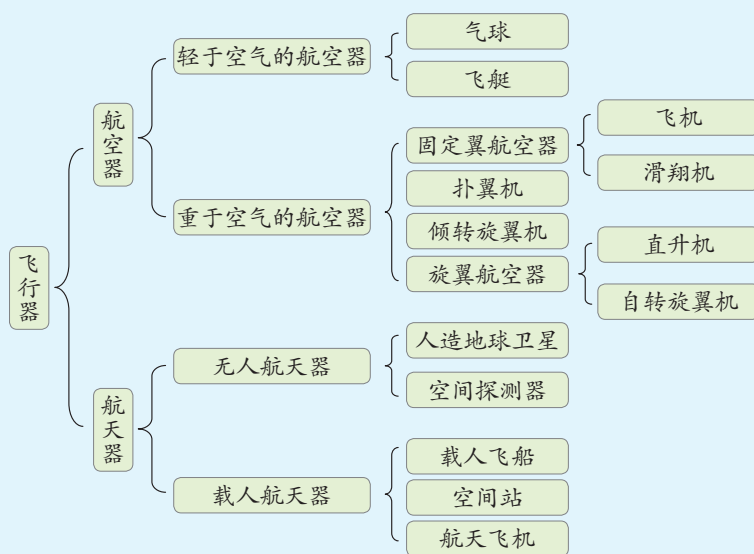 飞行器
航空器
轻于空气的航空器
气球
飞艇
重于空气的航空器
固定翼航空器
飞机
滑翔机
扑翼机
倾转旋翼机
旋翼航空器
直升机
自转旋翼机
航天器
无人航天器
人造地球卫星
空间探测器
载人航天器
载人飞船
空间站
航天飞机